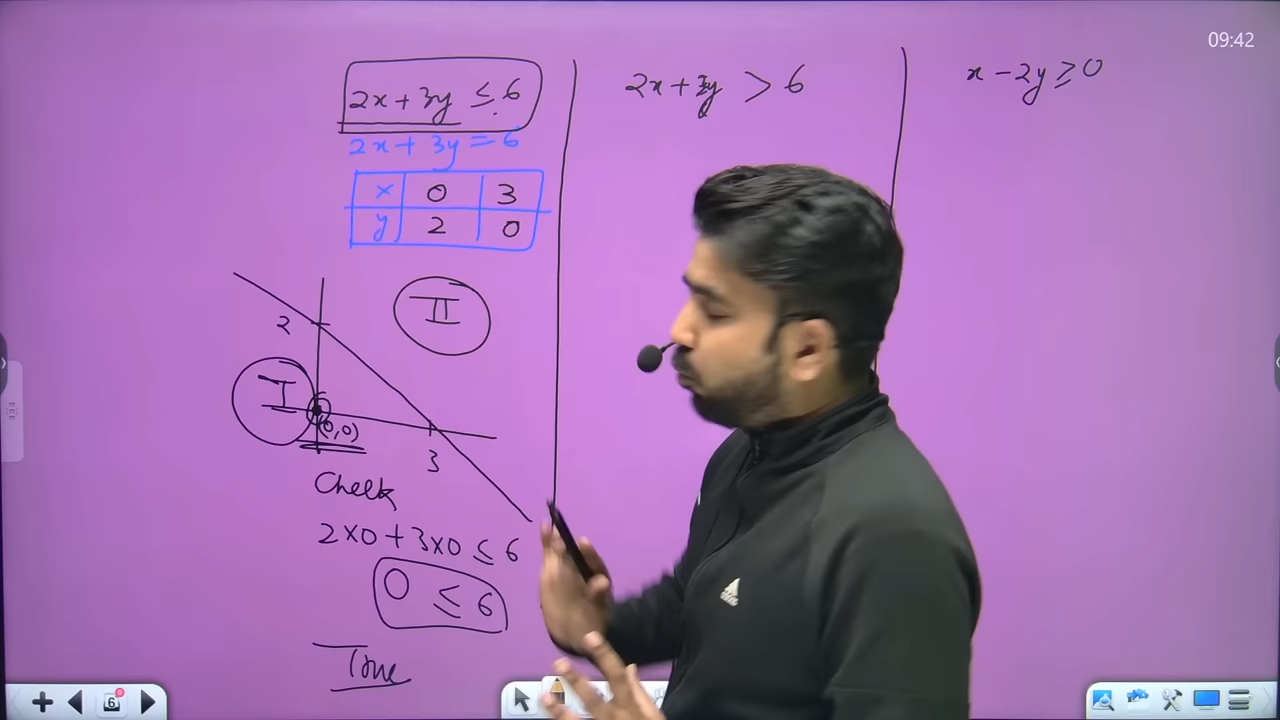 09:42
2x + 3y ≤ 6
2x + 3y = 6
x 0 3
y 2 0
II
2
I
(0,0)
3
Check
2×0 + 3×0 ≤ 6
0 ≤ 6
True
2x + 3y > 6
x - 2y ≥ 0
6
adidas